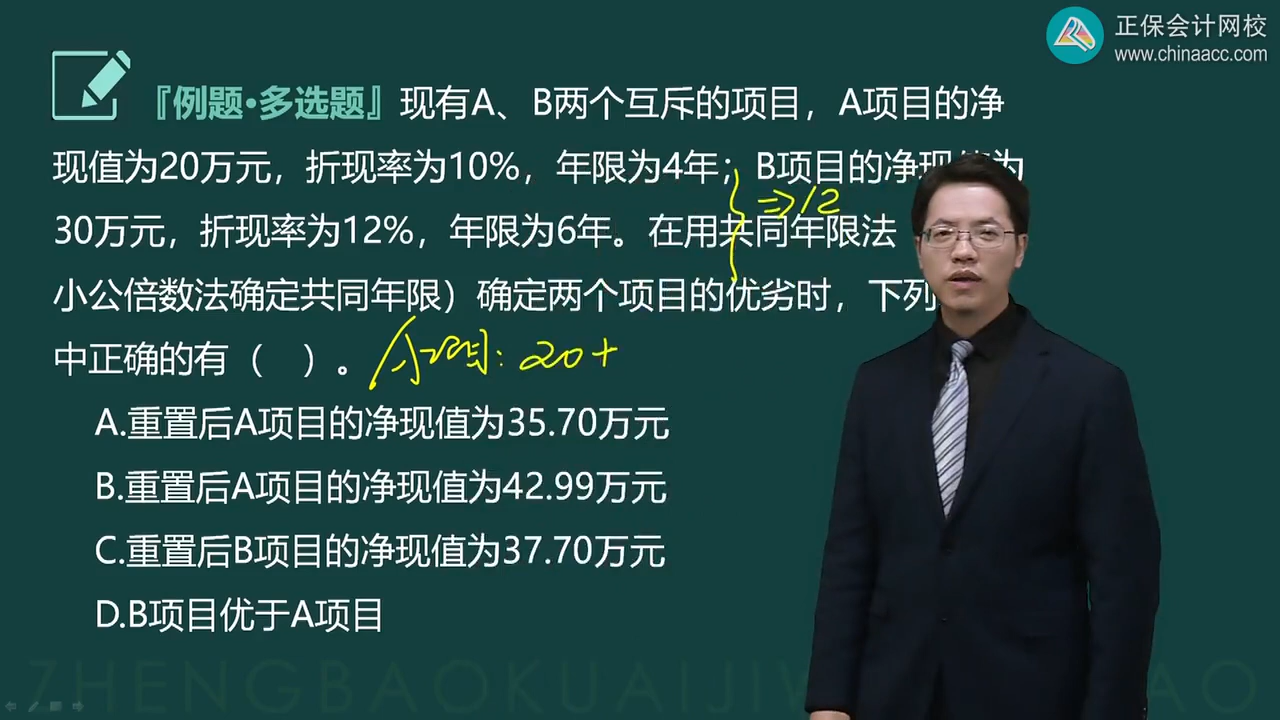 正保会计网校
www.chinaacc.com
『例题·多选题』现有A、B两个互斥的项目，A项目的净
现值为20万元，折现率为10%，年限为4年；B项目的净现值为
⇒12
30万元，折现率为12%，年限为6年。在用共同年限法
小公倍数法确定共同年限）确定两个项目的优劣时，下列
中正确的有（　）。
项目: 20+
A.重置后A项目的净现值为35.70万元
B.重置后A项目的净现值为42.99万元
C.重置后B项目的净现值为37.70万元
D.B项目优于A项目